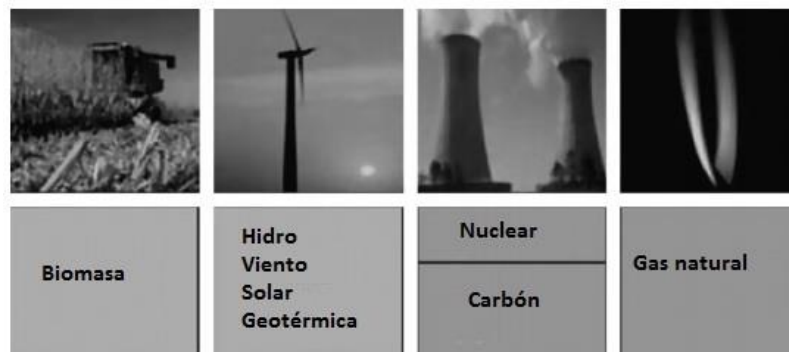 Biomasa
Hidro
Viento
Solar
Geotérmica
Nuclear
Carbón
Gas natural